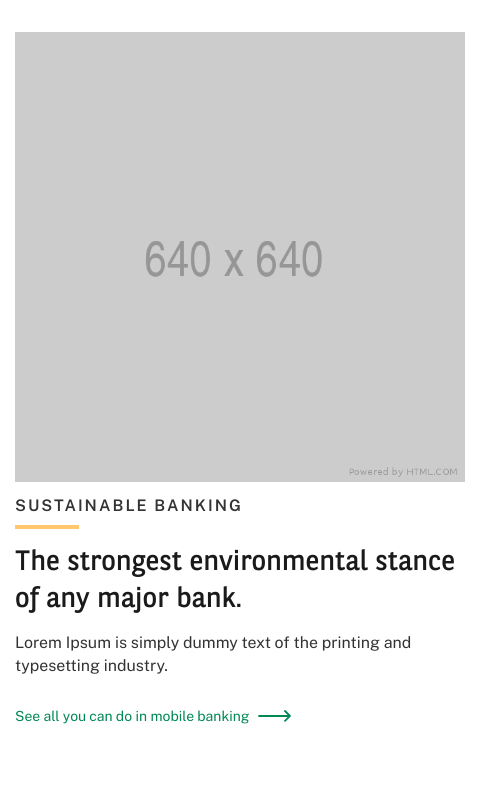 640 x 640
Powered by HTML.COM
SUSTAINABLE BANKING
The strongest environmental stance
of any major bank.
Lorem Ipsum is simply dummy text of the printing and
typesetting industry.
See all you can do in mobile banking